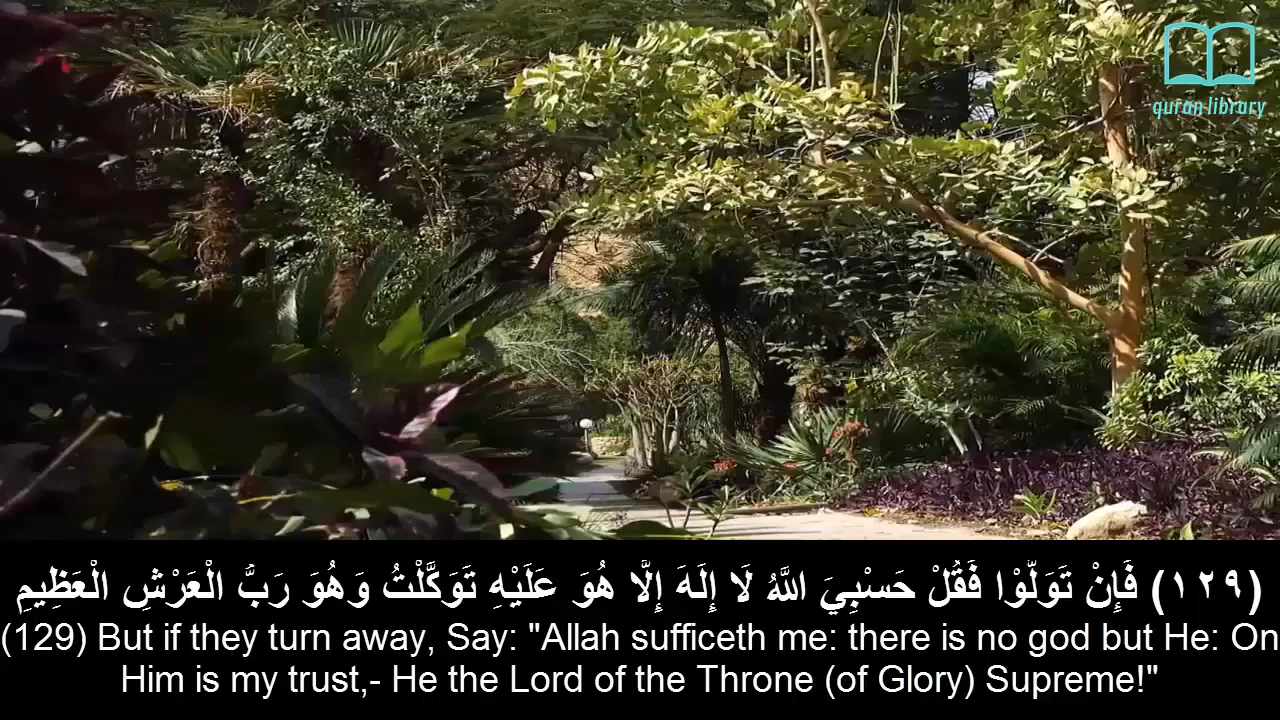 quran library
(١٢٩) فَإِنْ تَوَلَّوْا فَقُلْ حَسْبِيَ اللَّهُ لَا إِلَهَ إِلَّا هُوَ عَلَيْهِ تَوَكَّلْتُ وَهُوَ رَبُّ الْعَرْشِ الْعَظِيمِ
(129) But if they turn away, Say: "Allah sufficeth me: there is no god but He: On
Him is my trust,- He the Lord of the Throne (of Glory) Supreme!"